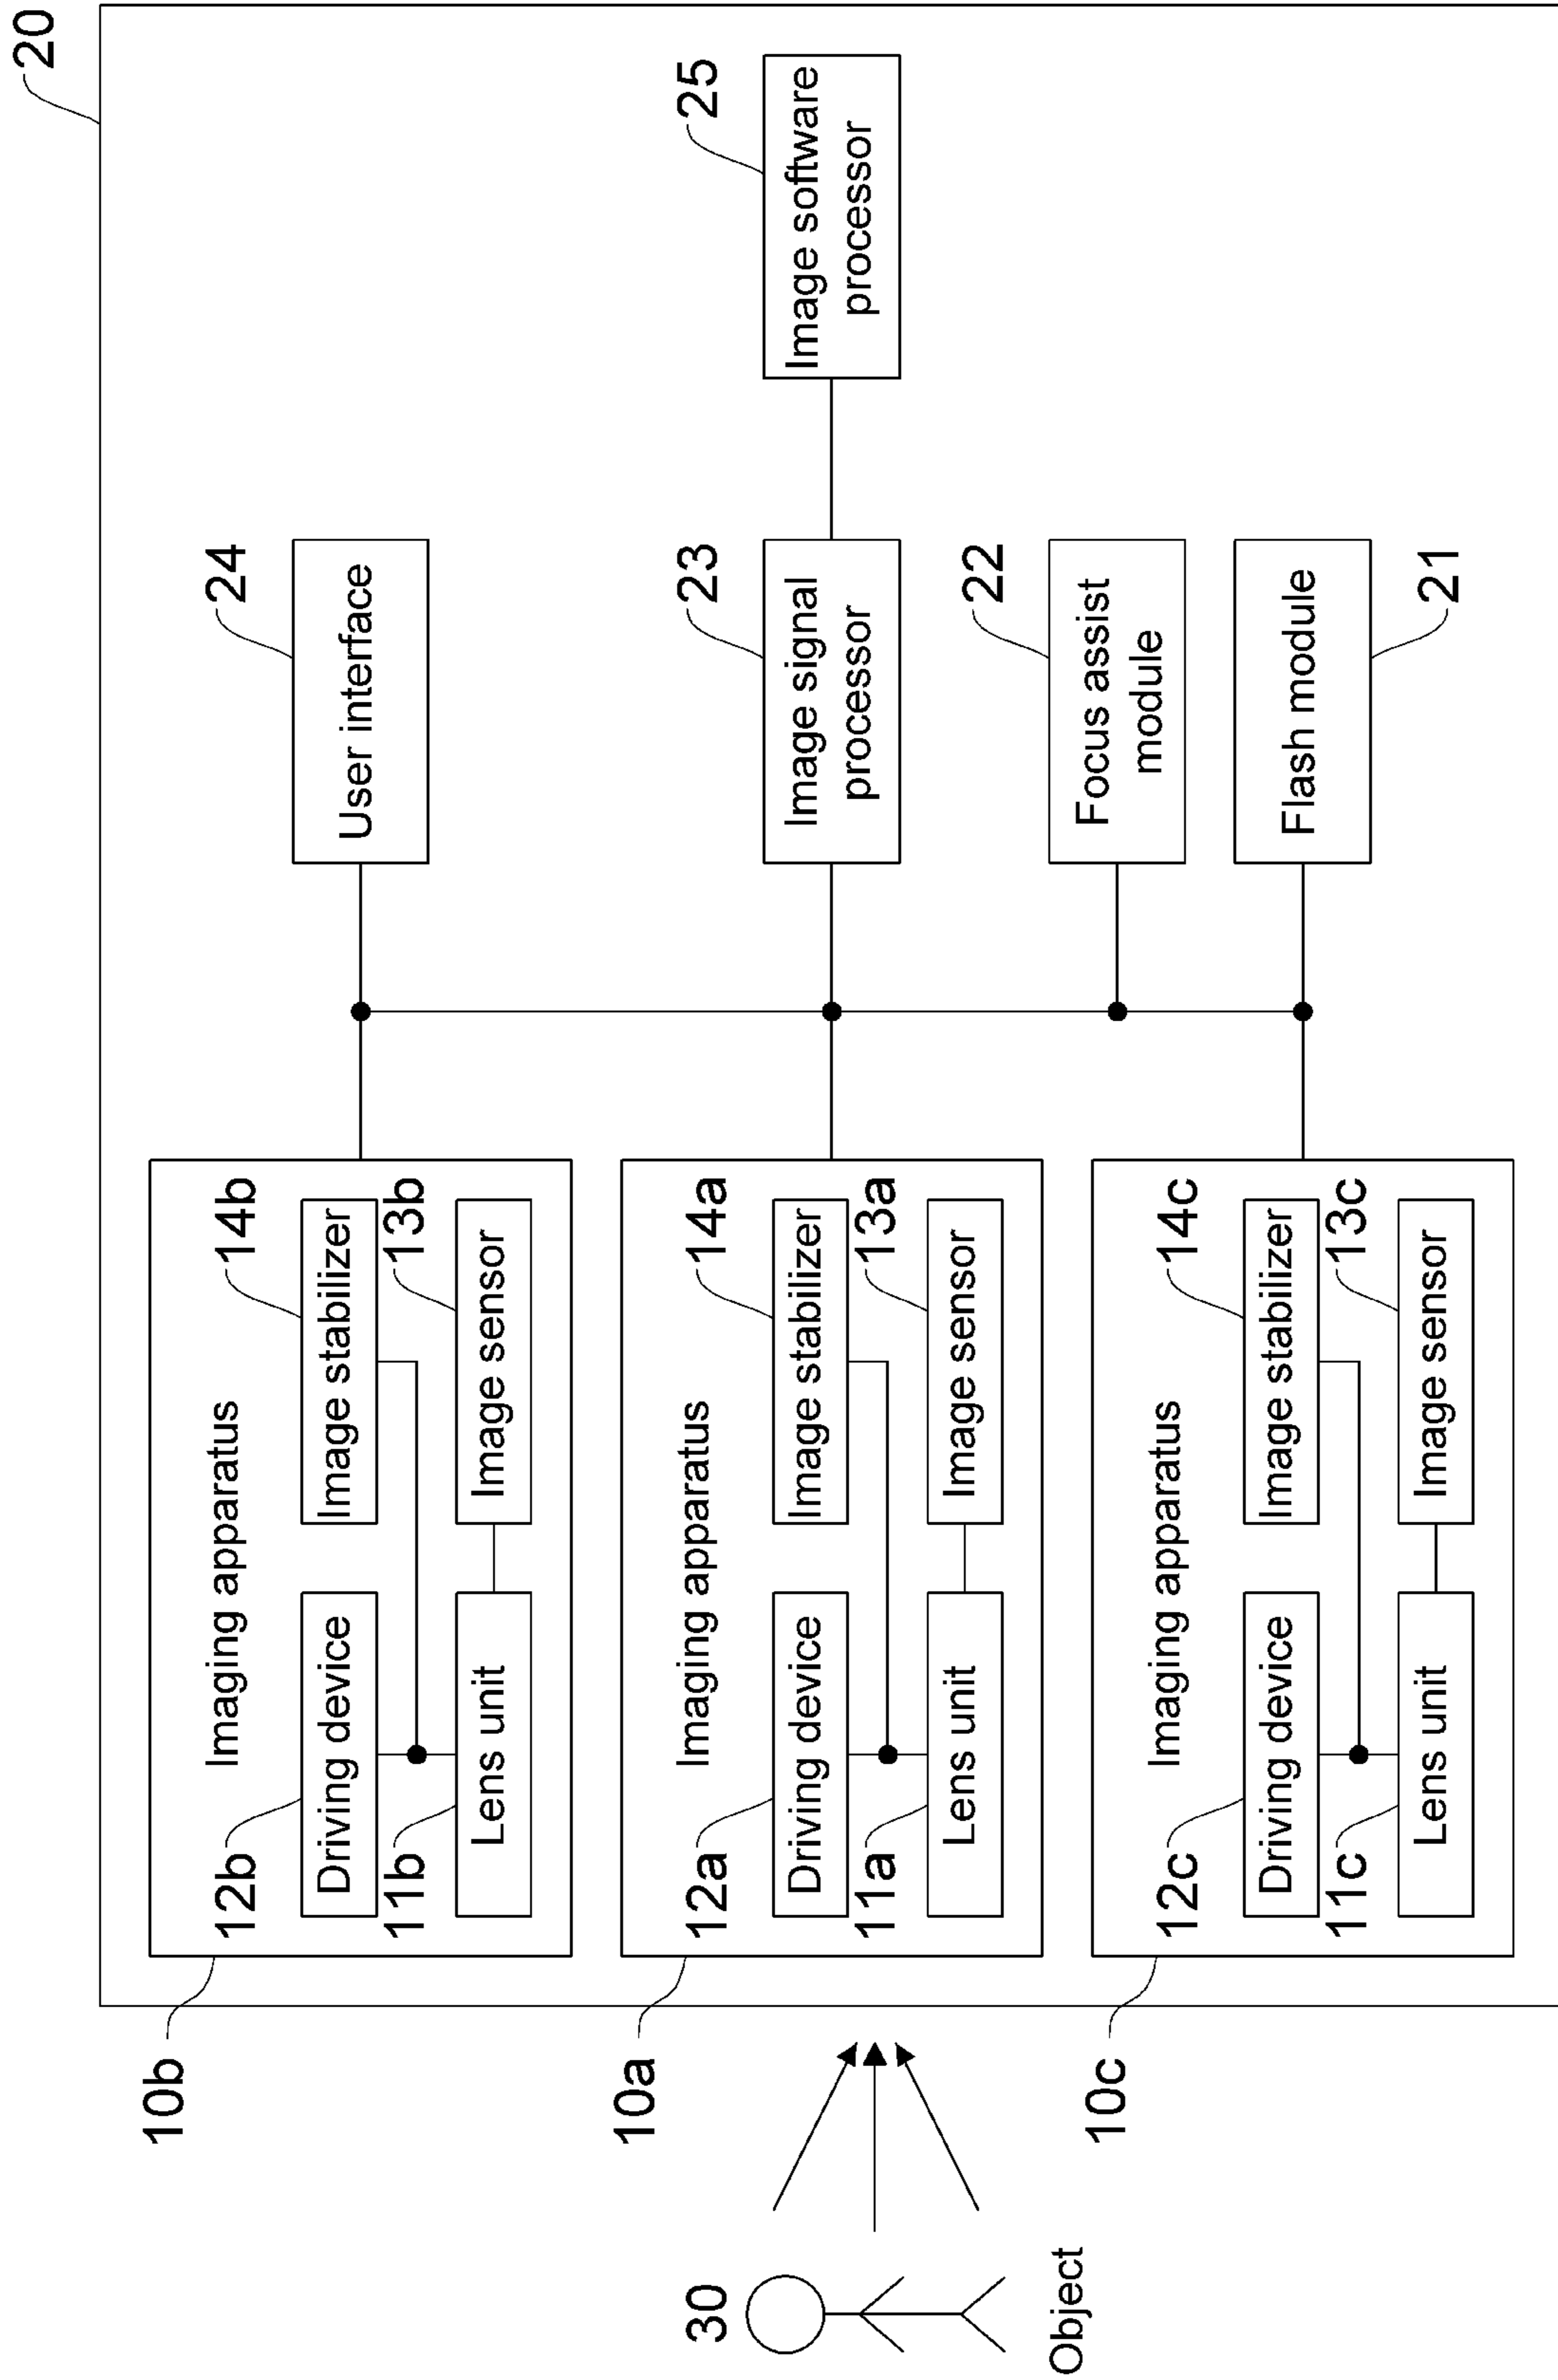 20
10b
Imaging apparatus
12b
Driving device
14b
Image stabilizer
11b
Lens unit
13b
Image sensor
24
User interface
30
Object
10a
Imaging apparatus
12a
Driving device
14a
Image stabilizer
11a
Lens unit
13a
Image sensor
23
Image signal
processor
25
Image software
processor
22
Focus assist
module
10c
Imaging apparatus
12c
Driving device
14c
Image stabilizer
11c
Lens unit
13c
Image sensor
Flash module
21